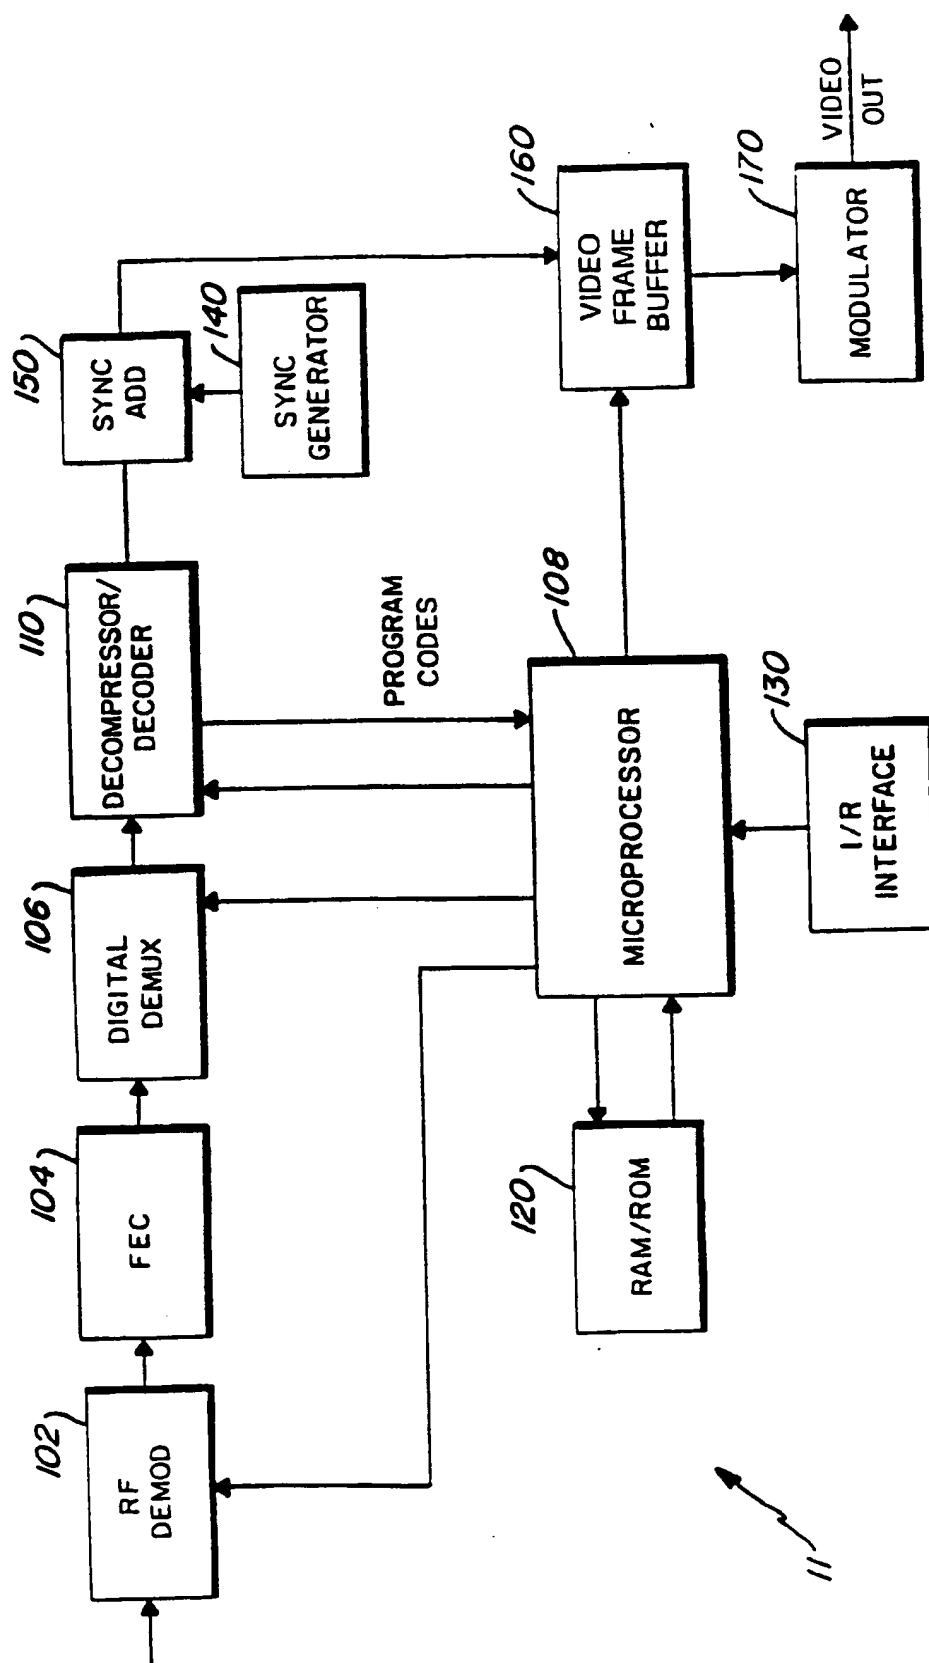 102
RF
DEMOD
104
FEC
106
DIGITAL
DEMUX
110
DECOMPRESSOR/
DECODER
150
SYNC
ADD
140
SYNC
GENERATOR
PROGRAM
CODES
120
RAM/ROM
108
MICROPROCESSOR
160
VIDEO
FRAME
BUFFER
130
I/R
INTERFACE
170
MODULATOR
VIDEO
OUT
11